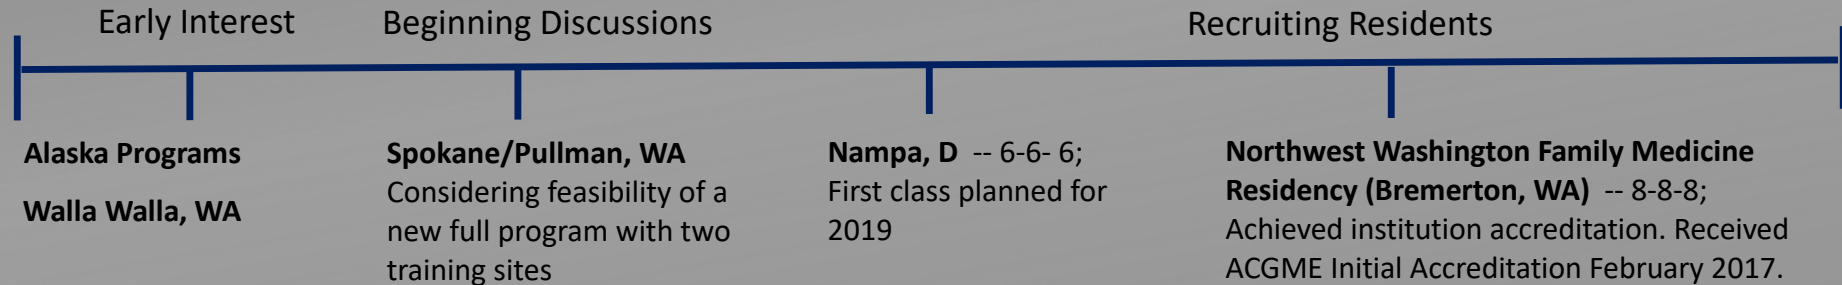 Early Interest
Beginning Discussions
Recruiting Residents
Alaska Programs
Walla Walla, WA
Spokane/Pullman, WA
Considering feasibility of a
new full program with two
training sites
Nampa, D -- 6-6- 6;
First class planned for
2019
Northwest Washington Family Medicine
Residency (Bremerton, WA) -- 8-8-8;
Achieved institution accreditation. Received
ACGME Initial Accreditation February 2017.